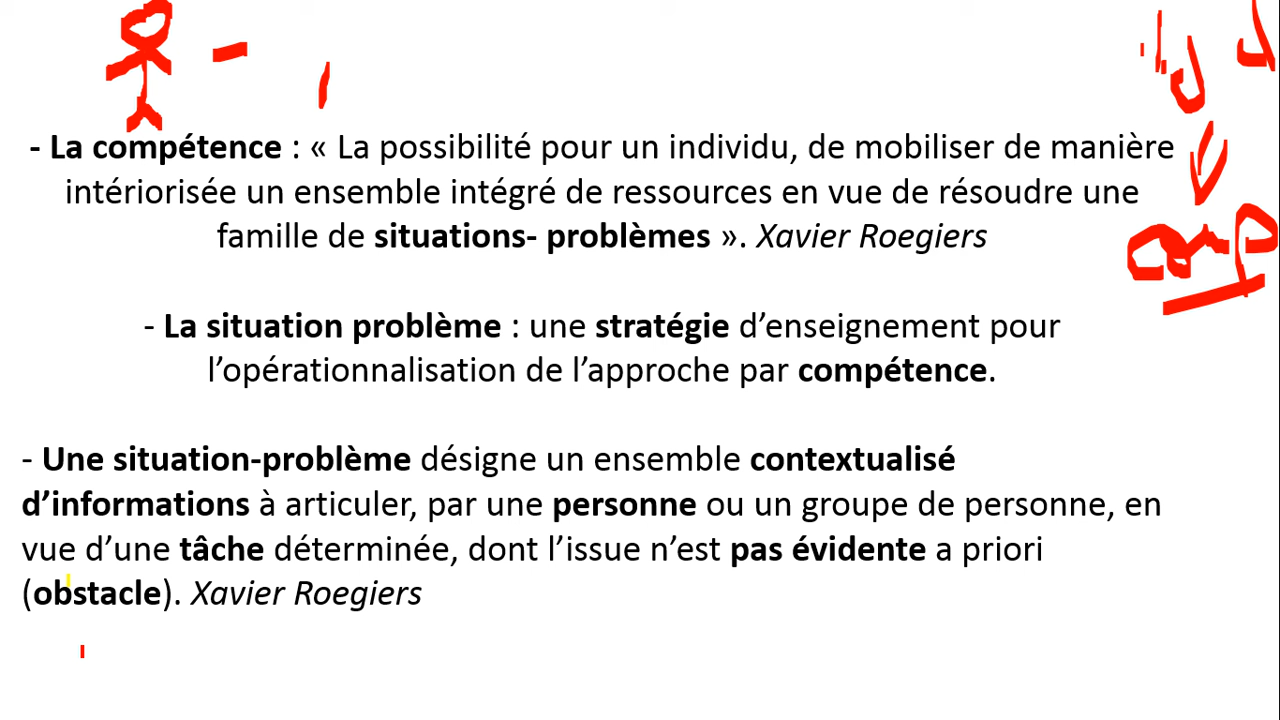 - La compétence : « La possibilité pour un individu, de mobiliser de manière
intériorisée un ensemble intégré de ressources en vue de résoudre une
famille de situations- problèmes ». Xavier Roegiers
comp
- La situation problème : une stratégie d’enseignement pour
l’opérationnalisation de l’approche par compétence.
- Une situation-problème désigne un ensemble contextualisé
d’informations à articuler, par une personne ou un groupe de personne, en
vue d’une tâche déterminée, dont l’issue n’est pas évidente a priori
(obstacle). Xavier Roegiers